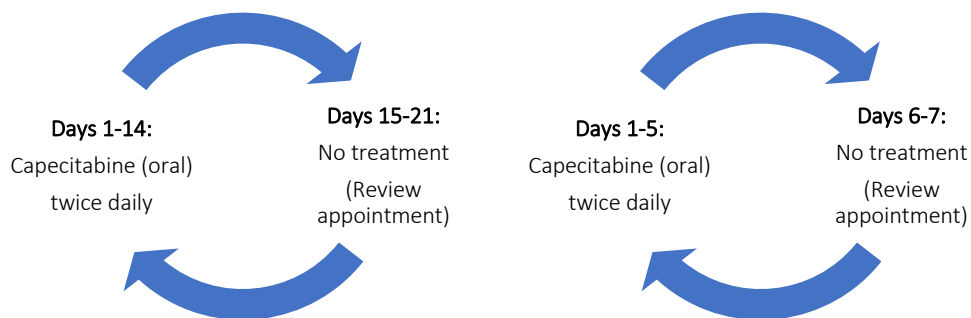 Days 1-14:
Capecitabine (oral)
twice daily
Days 15-21:
No treatment
(Review
appointment)
Days 1-5:
Capecitabine (oral)
twice daily
Days 6-7:
No treatment
(Review
appointment)